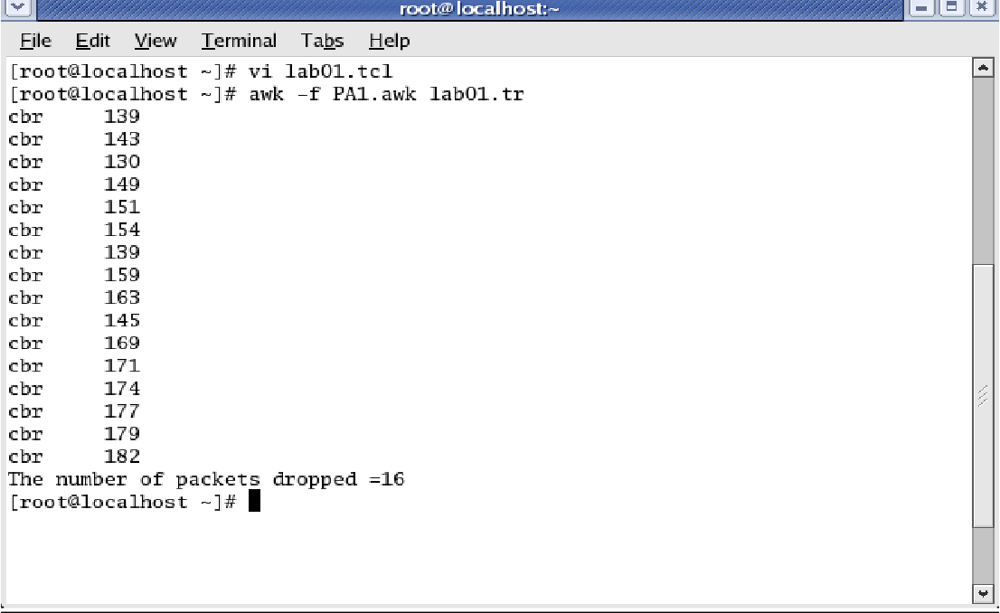 root@localhost:~
File Edit View Terminal Tabs Help
[root@localhost ~]# vi lab01.tcl
[root@localhost ~]# awk -f PA1.awk lab01.tr
cbr 139
cbr 143
cbr 130
cbr 149
cbr 151
cbr 154
cbr 139
cbr 159
cbr 163
cbr 145
cbr 169
cbr 171
cbr 174
cbr 177
cbr 179
cbr 182
The number of packets dropped =16
[root@localhost ~]#